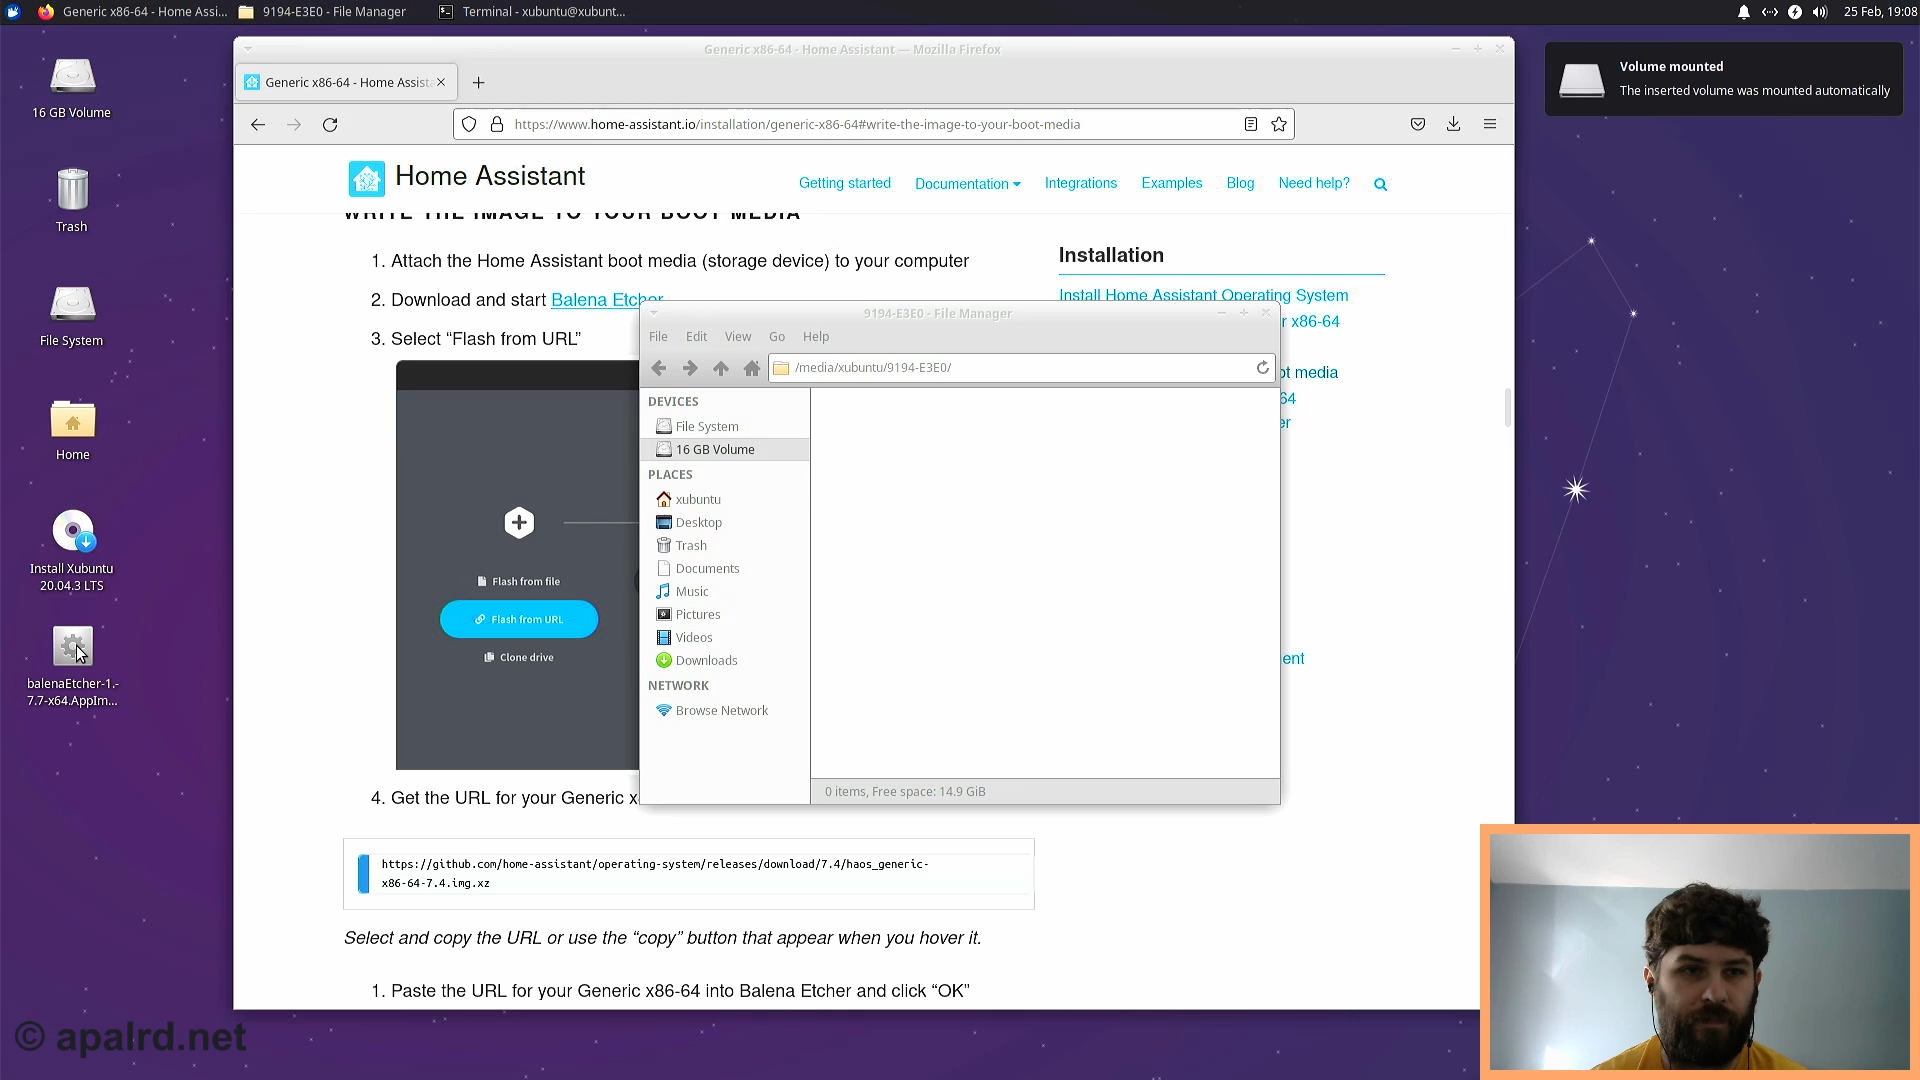 Generic x86-64 - Home Assi...
9194-E3E0 - File Manager
Terminal - xubuntu@xubunt...
25 Feb, 19:08
Generic x86-64 - Home Assistant — Mozilla Firefox
Generic x86-64 - Home Assista
https://www.home-assistant.io/installation/generic-x86-64#write-the-image-to-your-boot-media
Volume mounted
The inserted volume was mounted automatically
16 GB Volume
Trash
File System
Home
Install Xubuntu
20.04.3 LTS
balenaEtcher-1.-
7.7-x64.AppIm...
Home Assistant
Getting started
Documentation
Integrations
Examples
Blog
Need help?
WRITE THE IMAGE TO YOUR BOOT MEDIA
1. Attach the Home Assistant boot media (storage device) to your computer
2. Download and start Balena Etcher
3. Select “Flash from URL”
Flash from file
Flash from URL
Clone drive
4. Get the URL for your Generic x
https://github.com/home-assistant/operating-system/releases/download/7.4/haos_generic-
x86-64-7.4.img.xz
Select and copy the URL or use the “copy” button that appear when you hover it.
1. Paste the URL for your Generic x86-64 into Balena Etcher and click “OK”
Installation
Install Home Assistant Operating System
r x86-64
ot media
64
er
ent
9194-E3E0 - File Manager
File
Edit
View
Go
Help
/media/xubuntu/9194-E3E0/
DEVICES
File System
16 GB Volume
PLACES
xubuntu
Desktop
Trash
Documents
Music
Pictures
Videos
Downloads
NETWORK
Browse Network
0 items, Free space: 14.9 GiB
© apalrd.net